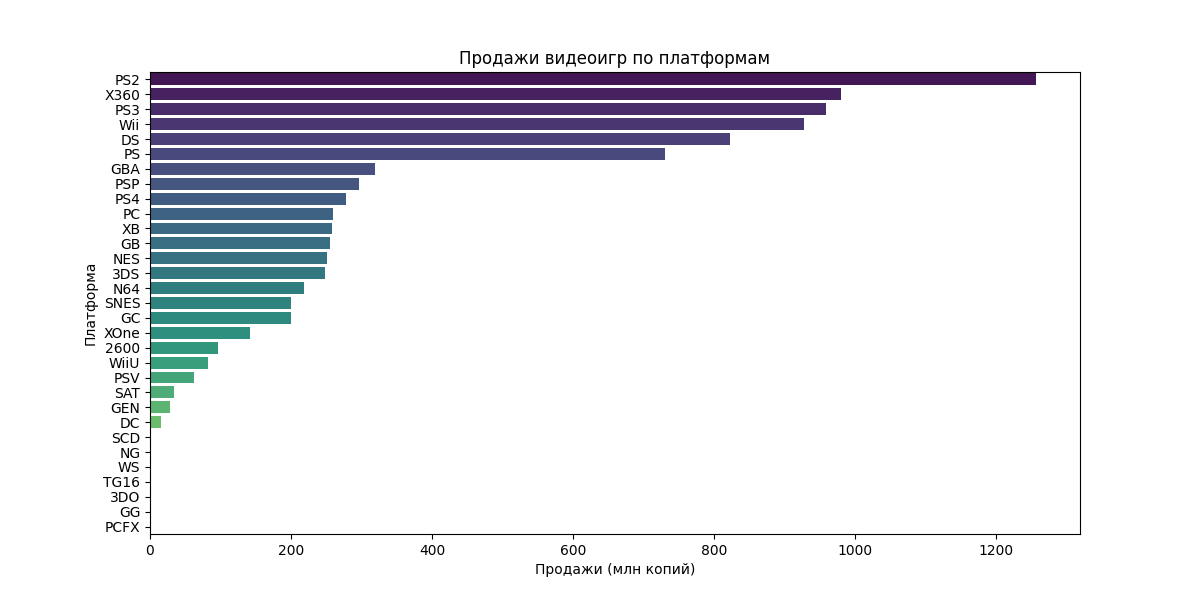 Продажи видеоигр по платформам
Платформа
PS2
X360
PS3
Wii
DS
PS
GBA
PSP
PS4
PC
XB
GB
NES
3DS
N64
SNES
GC
XOne
2600
WiiU
PSV
SAT
GEN
DC
SCD
NG
WS
TG16
3DO
GG
PCFX
0 200 400 600 800 1000 1200
Продажи (млн копий)